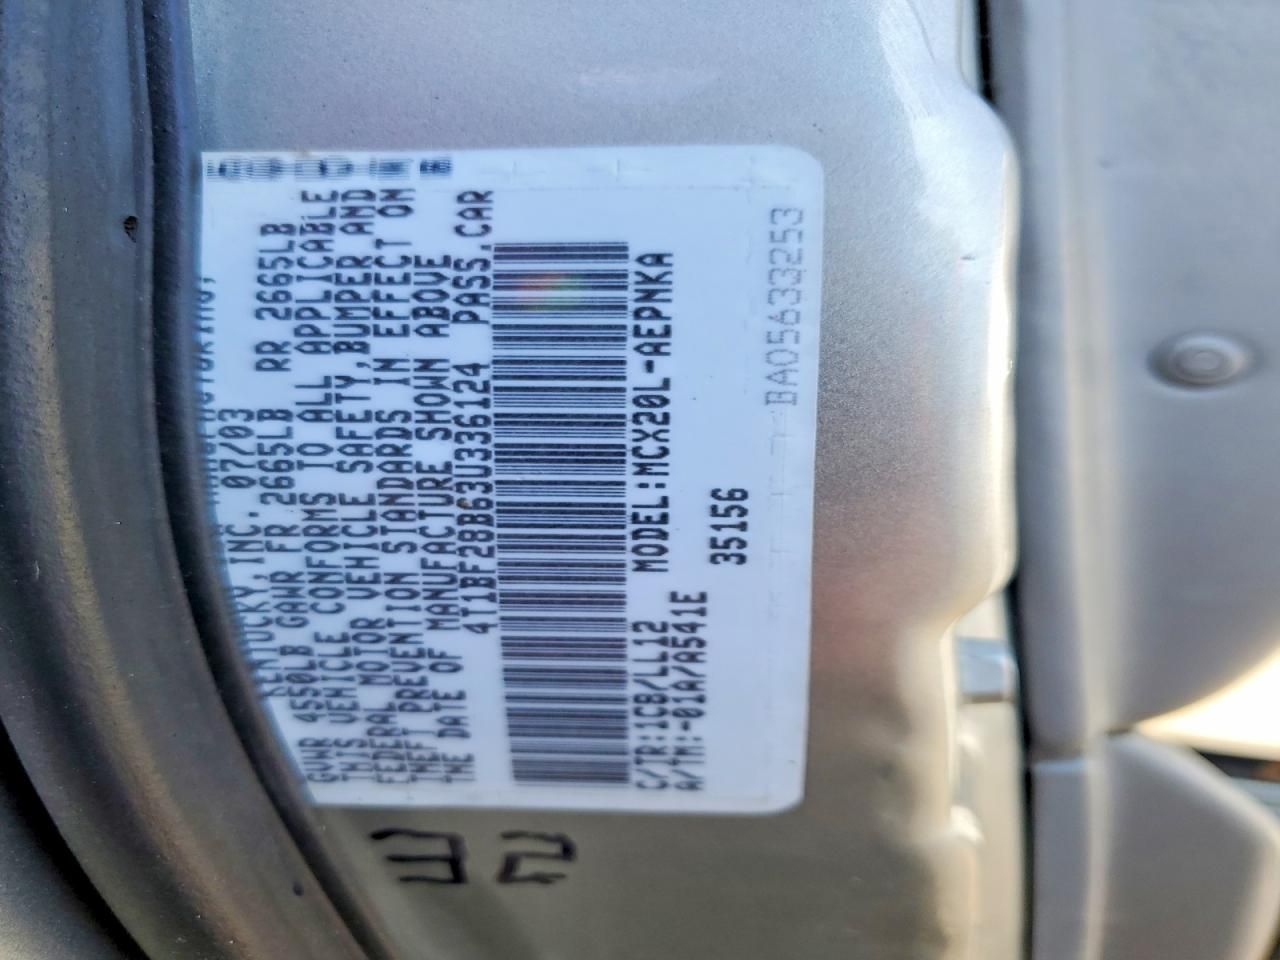 KENTUCKY, INC. 07/03
GVWR 4550LB GAWR FR 2665LB RR 2665LB
THIS VEHICLE CONFORMS TO ALL APPLICABLE
FEDERAL MOTOR VEHICLE SAFETY, BUMPER AND
THEFT PREVENTION STANDARDS IN EFFECT ON
THE DATE OF MANUFACTURE SHOWN ABOVE
4T1BF28B63U336124 PASS.CAR
MODEL:MCX20L-AEPNKA
C/TR:1C8/LL12
A/TM:-01A/A541E
35156
BA05633253